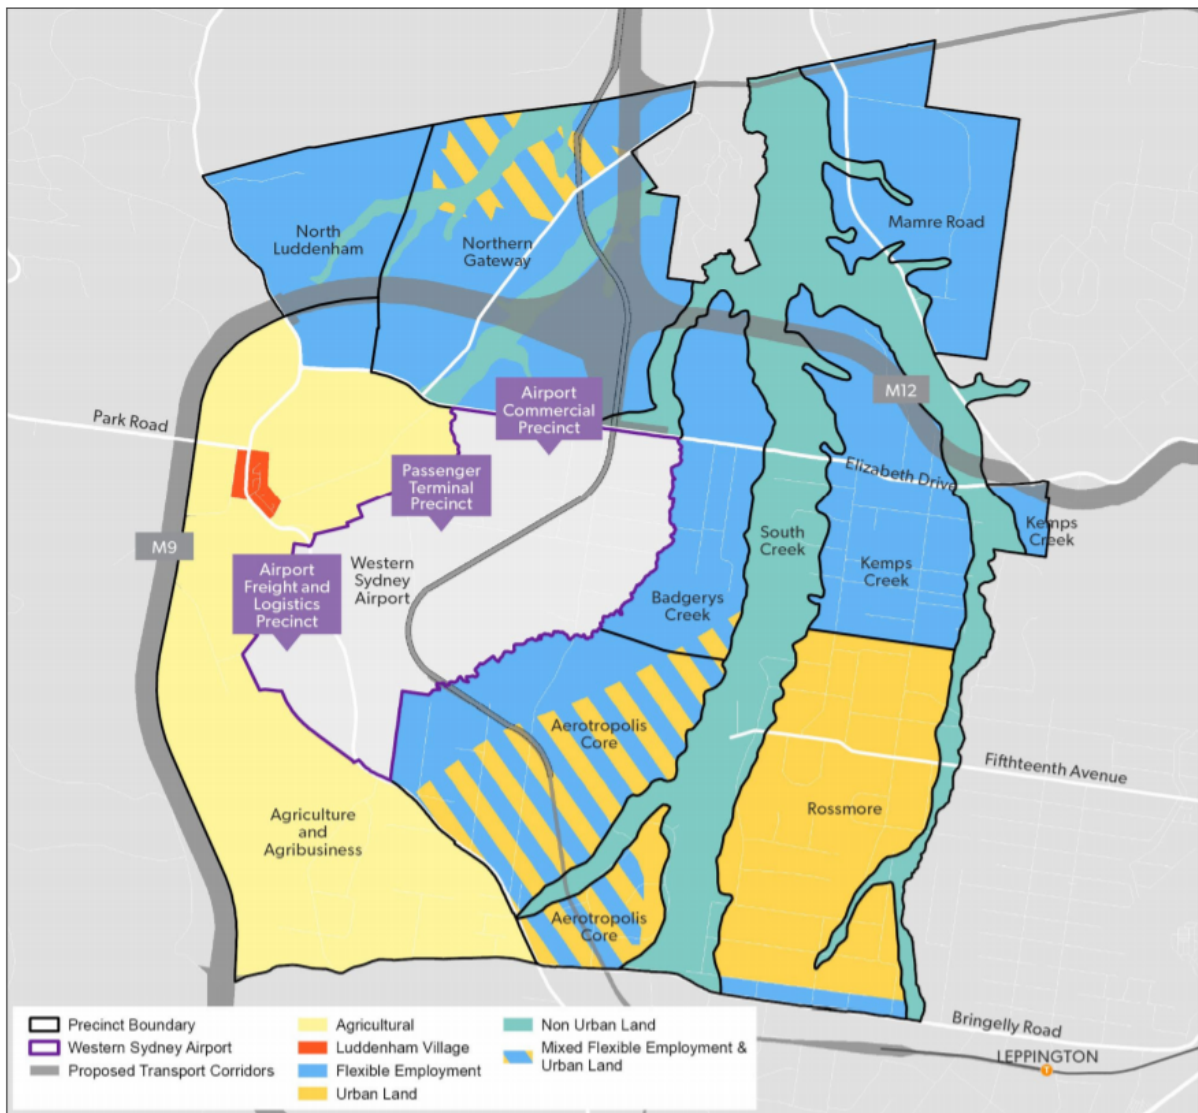 Mamre Road
North
Luddenham
Northern
Gateway
M12
Airport
Commercial
Precinct
Park Road
Passenger
Terminal
Precinct
Elizabeth Drive
Kemps
Creek
South
Creek
M9
Kemps
Creek
Western
Sydney
Airport
Airport
Freight and
Logistics
Precinct
Badgerys
Creek
Aerotropolis
Core
Fifthteenth Avenue
Rossmore
Agriculture
and
Agribusiness
Aerotropolis
Core
Bringelly Road
LEPPINGTON
T
Precinct Boundary
Western Sydney Airport
Proposed Transport Corridors
Agricultural
Luddenham Village
Flexible Employment
Urban Land
Non Urban Land
Mixed Flexible Employment &
Urban Land